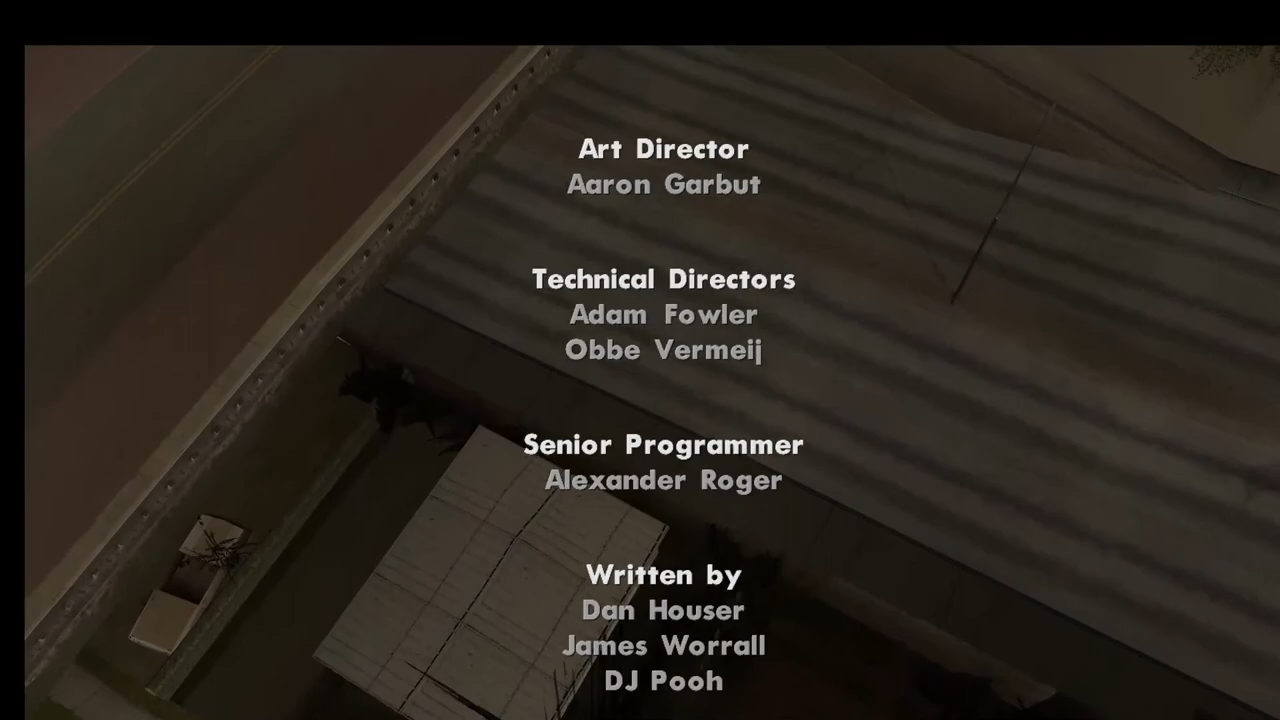 Art Director
Aaron Garbut
Technical Directors
Adam Fowler
Obbe Vermeij
Senior Programmer
Alexander Roger
Written by
Dan Houser
James Worrall
DJ Pooh